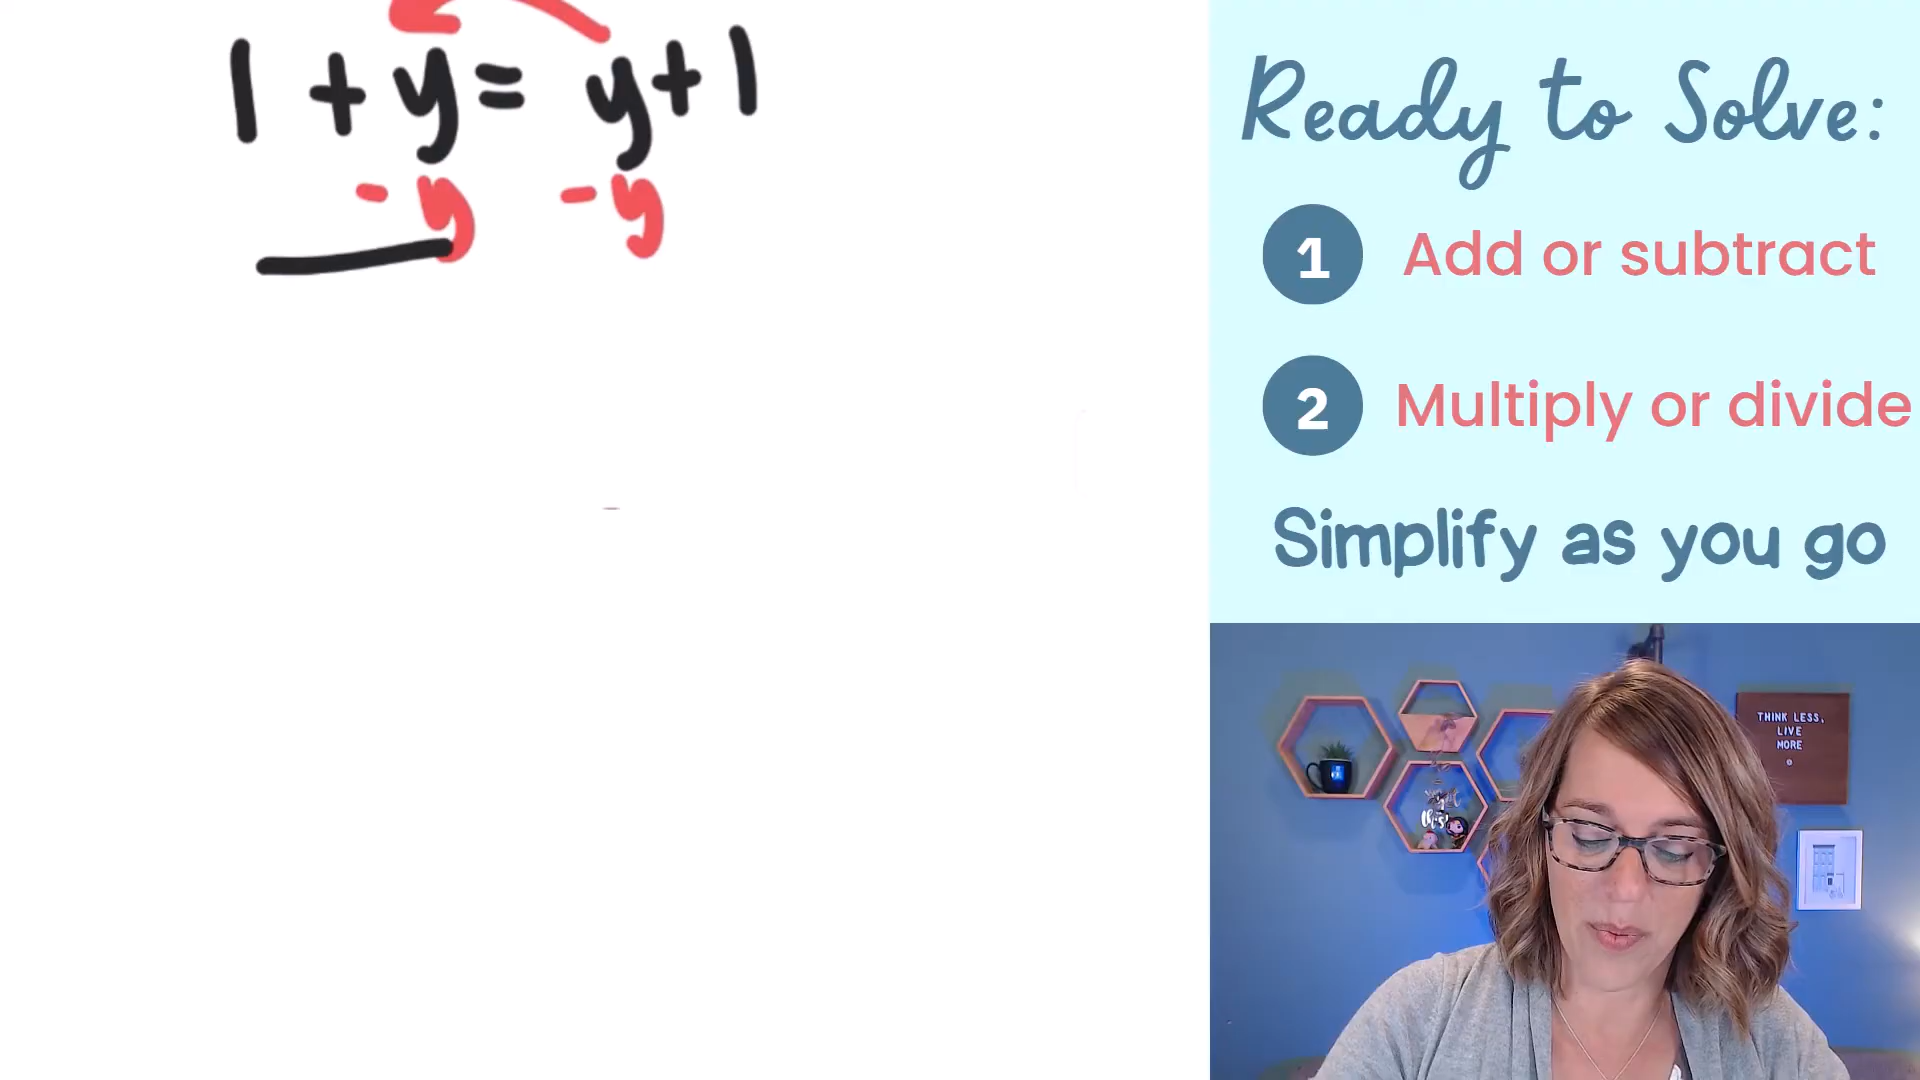 1 + y = y + 1
- y - y
Ready to Solve:
1 Add or subtract
2 Multiply or divide
Simplify as you go
THINK LESS,
LIVE
MORE